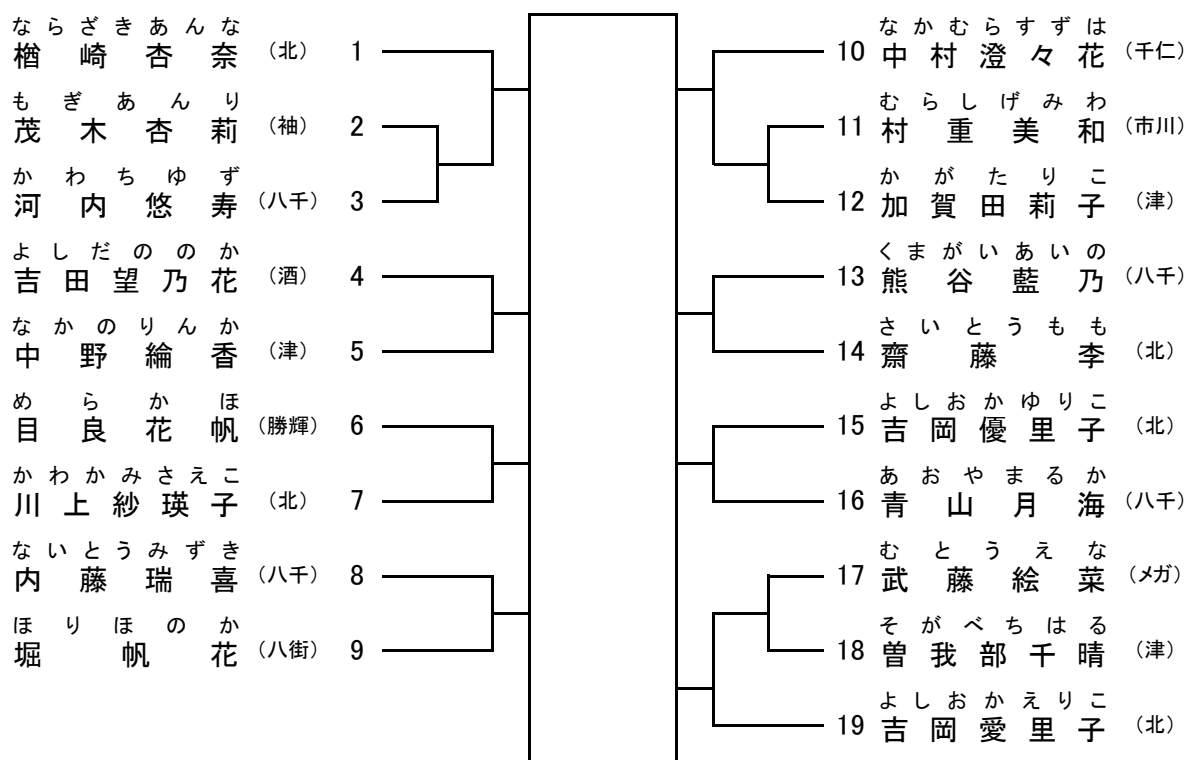 ならざきあんな
楢崎杏奈 (北) 1
もぎあんり
茂木杏莉 (袖) 2
かわちゆず
河内悠寿 (八千) 3
よしだののか
吉田望乃花 (酒) 4
なかのりんか
中野綸香 (津) 5
めらかほ
目良花帆 (勝輝) 6
かわかみさえこ
川上紗瑛子 (北) 7
ないとうみずき
内藤瑞喜 (八千) 8
ほりほのか
堀帆花 (八街) 9
なかむらすずは
10 中村澄々花 (千仁)
むらしげみわ
11 村重美和 (市川)
かがたりこ
12 加賀田莉子 (津)
くまがいあいの
13 熊谷藍乃 (八千)
さいとうもも
14 齋藤李 (北)
よしおかゆりこ
15 吉岡優里子 (北)
あおやまるか
16 青山月海 (八千)
むとうえな
17 武藤絵菜 (メガ)
そがべちはる
18 曽我部千晴 (津)
よしおかえりこ
19 吉岡愛里子 (北)